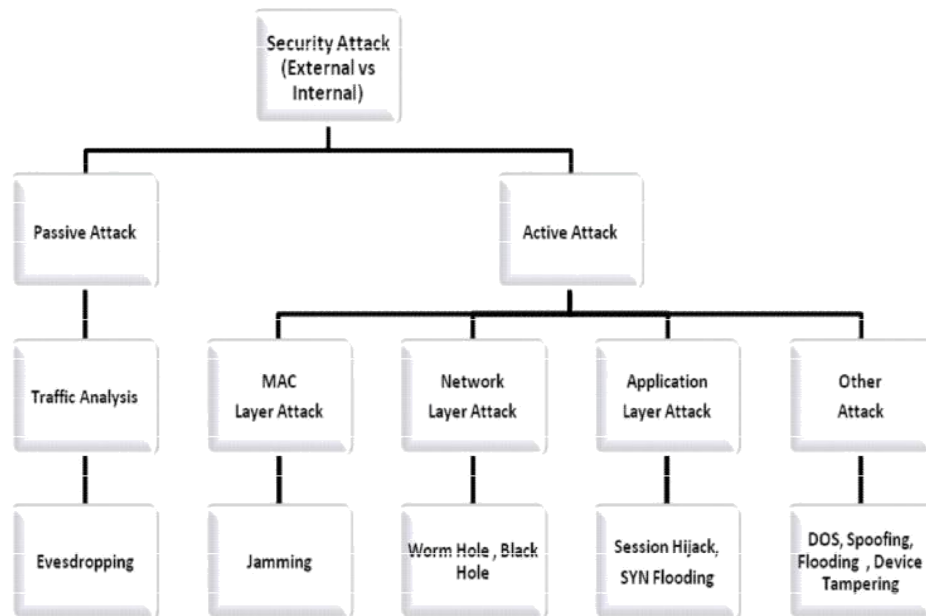 Security Attack
(External vs
Internal)
Passive Attack
Active Attack
Traffic Analysis
MAC
Layer Attack
Network
Layer Attack
Application
Layer Attack
Other
Attack
Evesdropping
Jamming
Worm Hole , Black
Hole
Session Hijack,
SYN Flooding
DOS, Spoofing,
Flooding , Device
Tampering